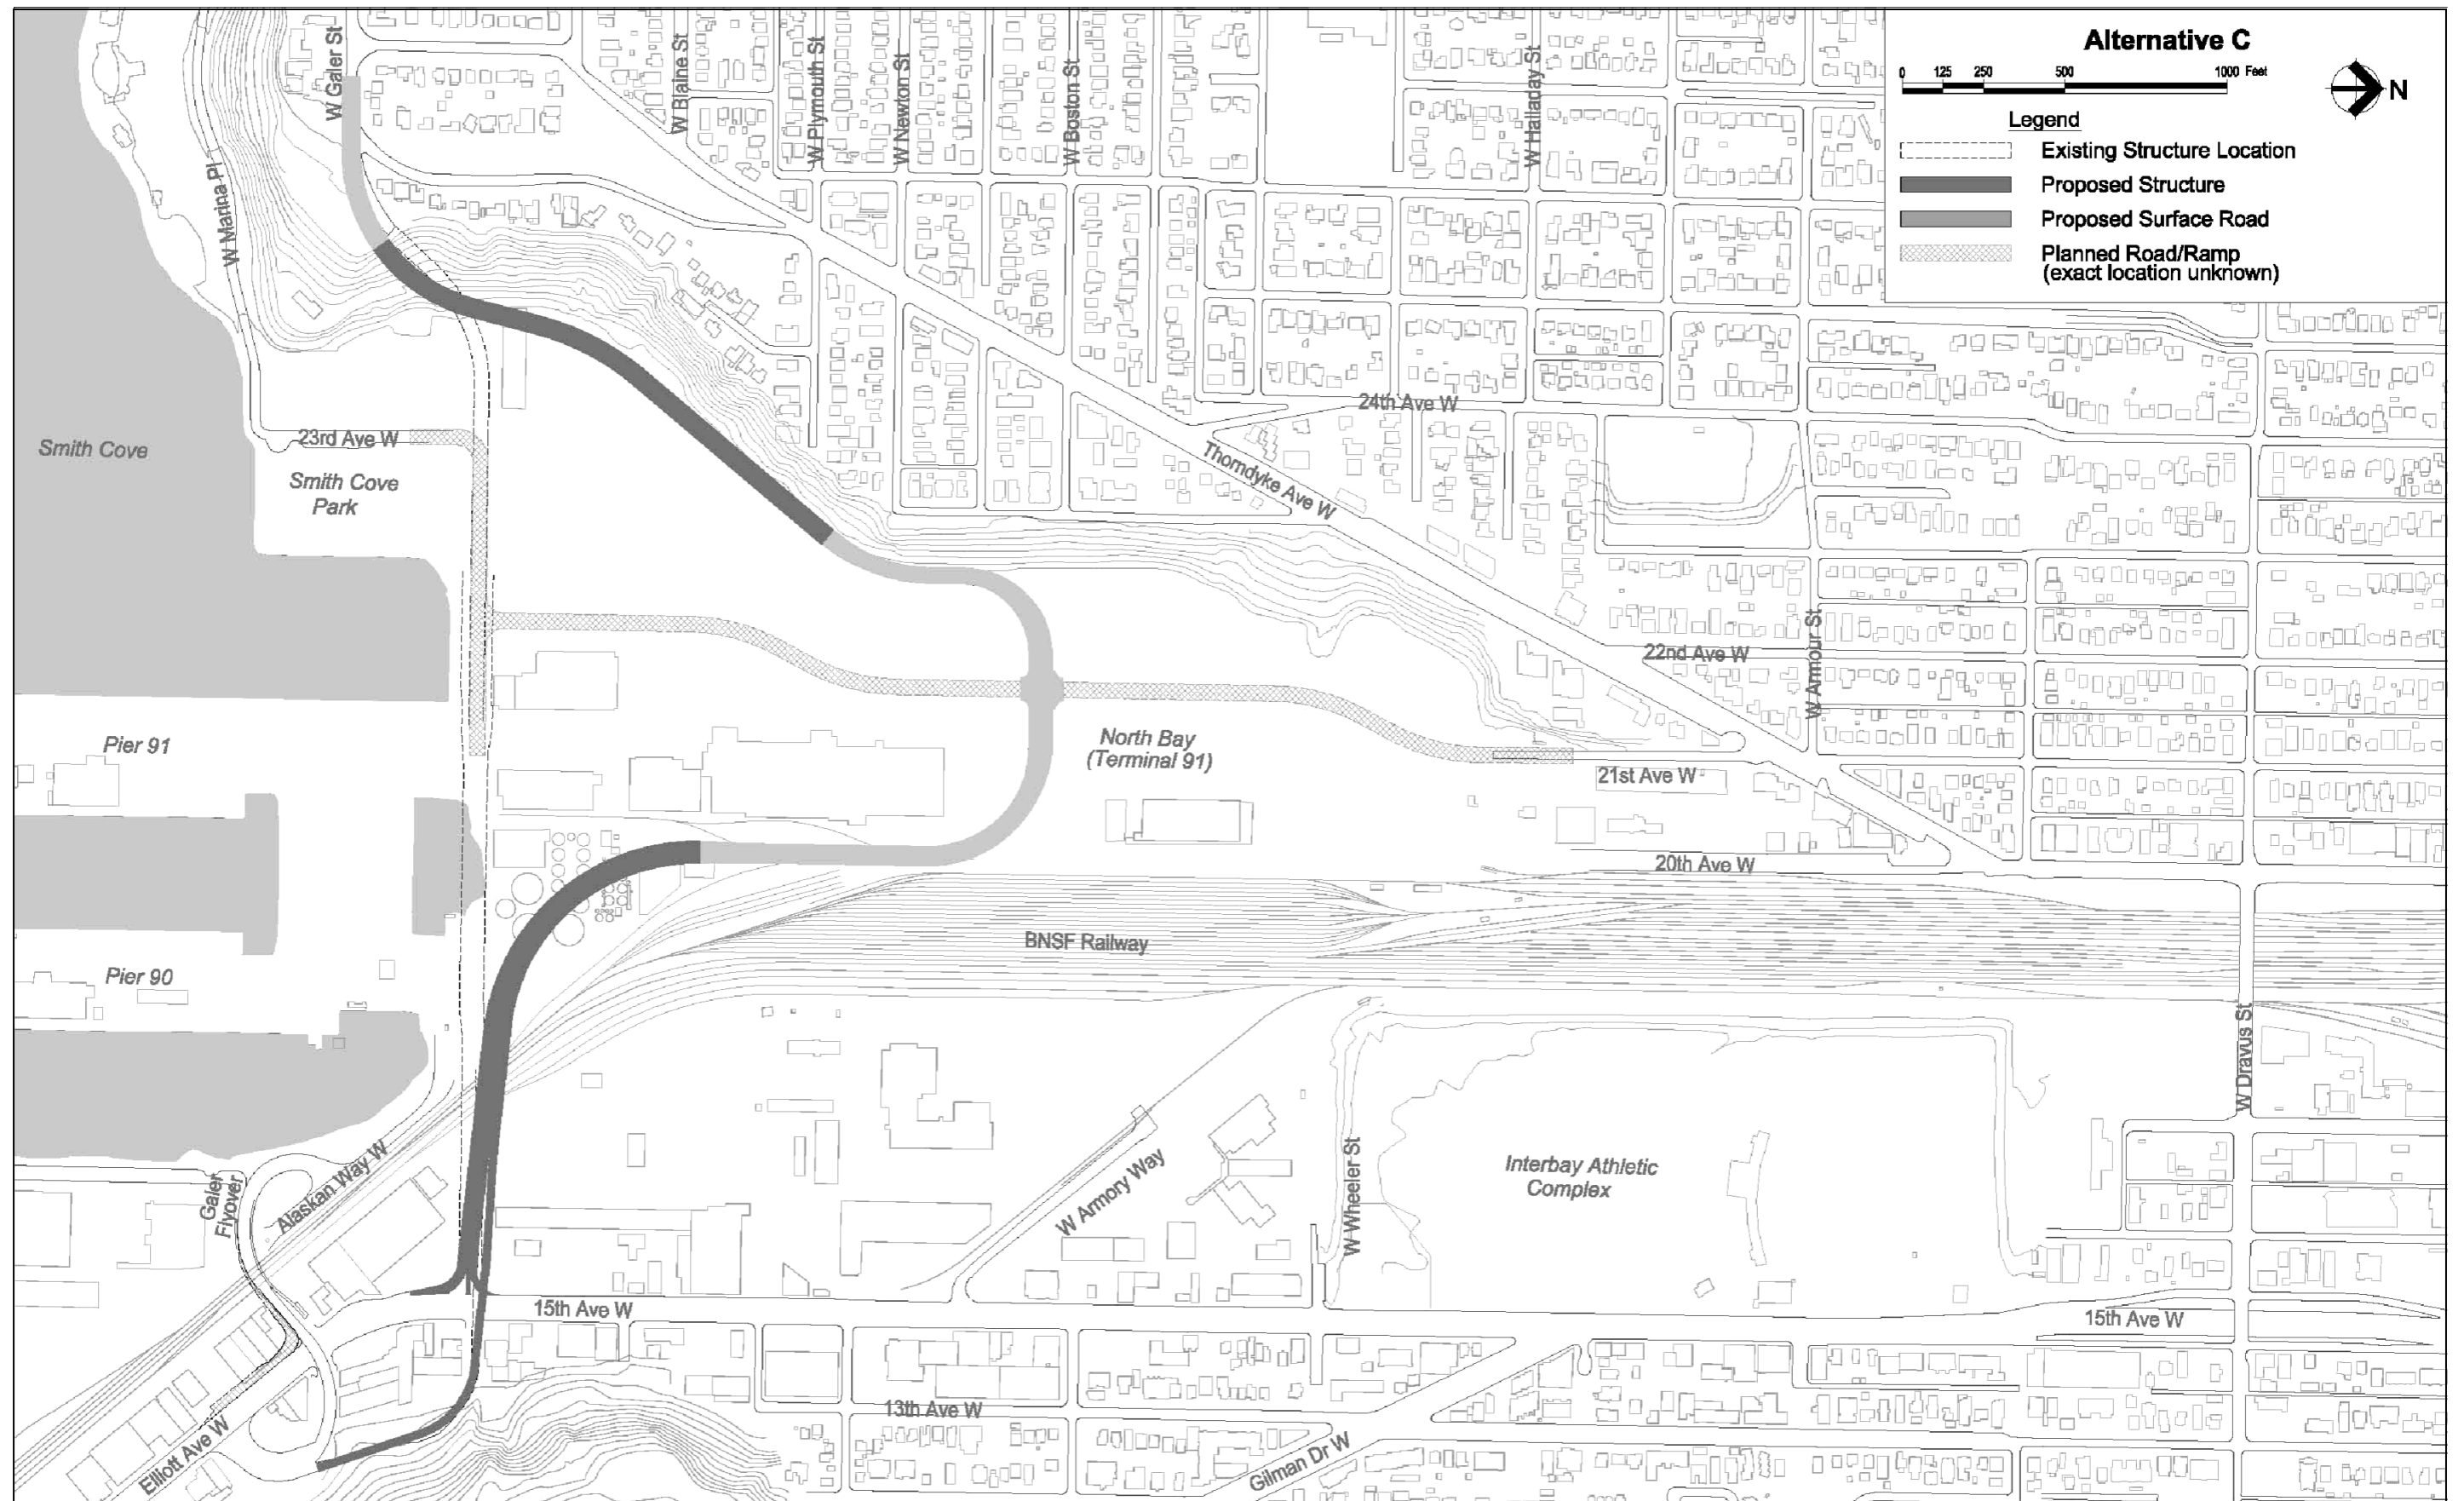 Alternative C
0 125 250 500 1000 Feet
N
Legend
Existing Structure Location
Proposed Structure
Proposed Surface Road
Planned Road/Ramp
(exact location unknown)
W Galer St
W Blaine St
W Plymouth St
W Newton St
W Boston St
W Halladay St
W Marina Pl
24th Ave W
23rd Ave W
Smith Cove
Smith Cove
Park
Thorndyke Ave W
22nd Ave W
W Armour St
Pier 91
North Bay
(Terminal 91)
21st Ave W
20th Ave W
BNSF Railway
Pier 90
W Dravus St
Galer
Flyover
Alaskan Way W
W Armory Way
W Wheeler St
Interbay Athletic
Complex
15th Ave W
15th Ave W
13th Ave W
Elliott Ave W
Gilman Dr W